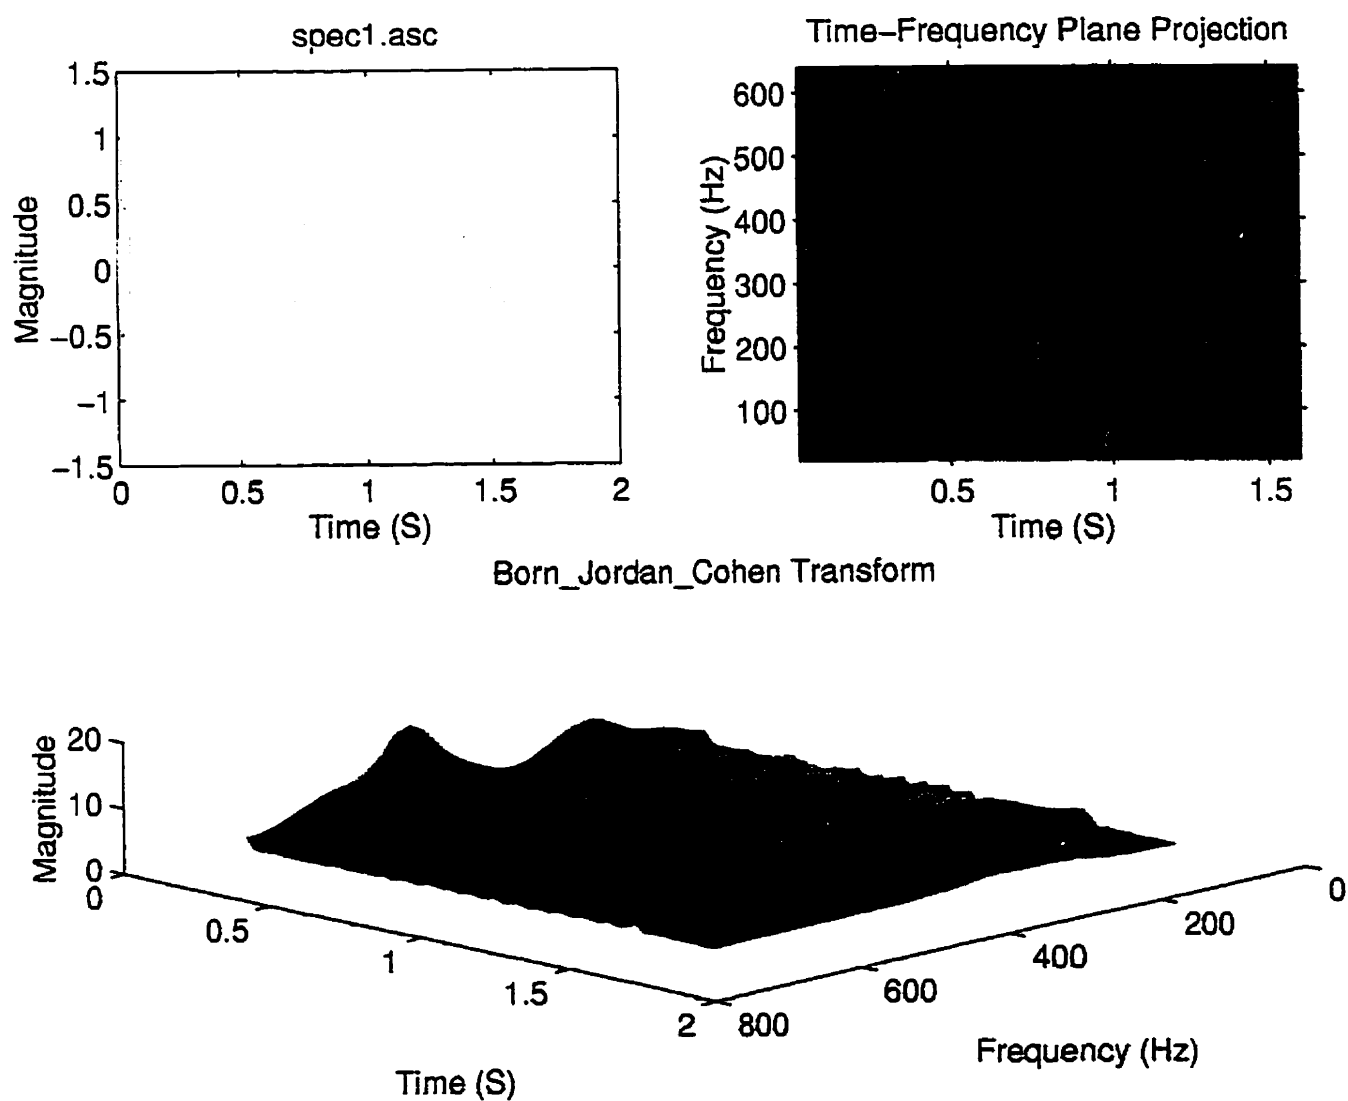 spec1.asc
1.5
1
0.5
0
−0.5
−1
−1.5
Magnitude
0 0.5 1 1.5 2
Time (S)
Time−Frequency Plane Projection
600
500
400
300
200
100
Frequency (Hz)
0.5 1 1.5
Time (S)
Born_Jordan_Cohen Transform
20
10
0
Magnitude
0
0.5
1
1.5
2
Time (S)
800
600
400
200
0
Frequency (Hz)